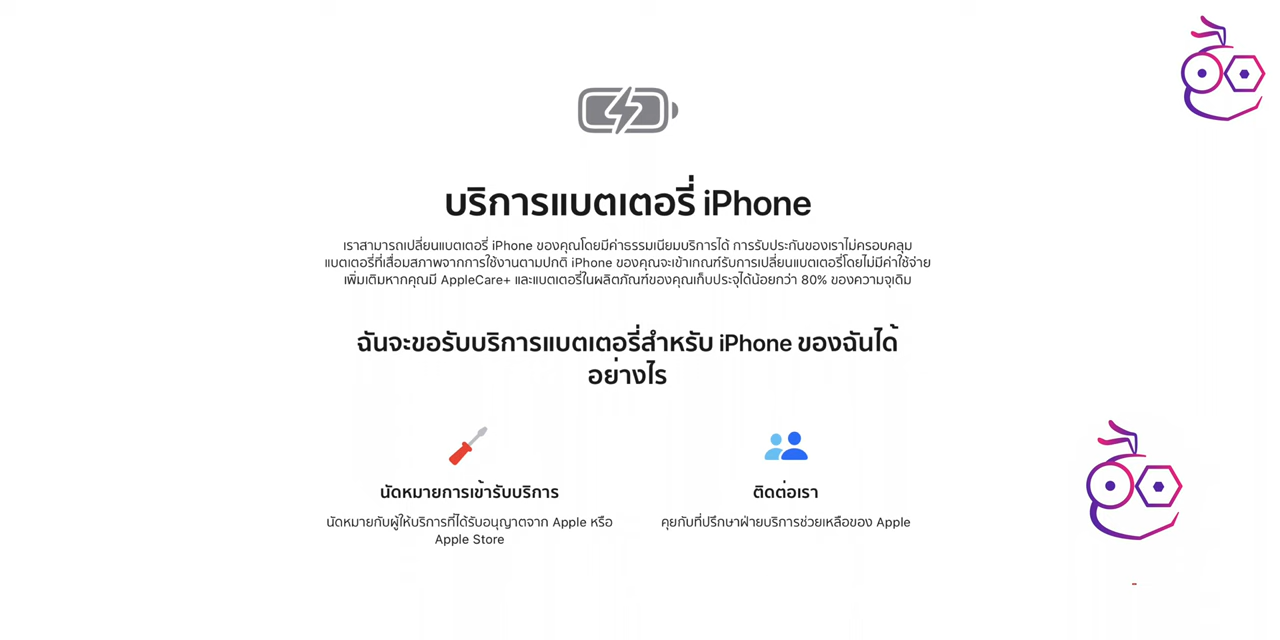 บริการแบตเตอรี่ iPhone
เราสามารถเปลี่ยนแบตเตอรี่ iPhone ของคุณโดยมีค่าธรรมเนียมบริการได้ การรับประกันของเราไม่ครอบคลุม
แบตเตอรี่ที่เสื่อมสภาพจากการใช้งานตามปกติ iPhone ของคุณจะเข้าเกณฑ์รับการเปลี่ยนแบตเตอรี่โดยไม่มีค่าใช้จ่าย
เพิ่มเติมหากคุณมี AppleCare+ และแบตเตอรี่ในผลิตภัณฑ์ของคุณเก็บประจุได้น้อยกว่า 80% ของความจุเดิม
ฉันจะขอรับบริการแบตเตอรี่สำหรับ iPhone ของฉันได้
อย่างไร
นัดหมายการเข้ารับบริการ
นัดหมายกับผู้ให้บริการที่ได้รับอนุญาตจาก Apple หรือ
Apple Store
ติดต่อเรา
คุยกับที่ปรึกษาฝ่ายบริการช่วยเหลือของ Apple